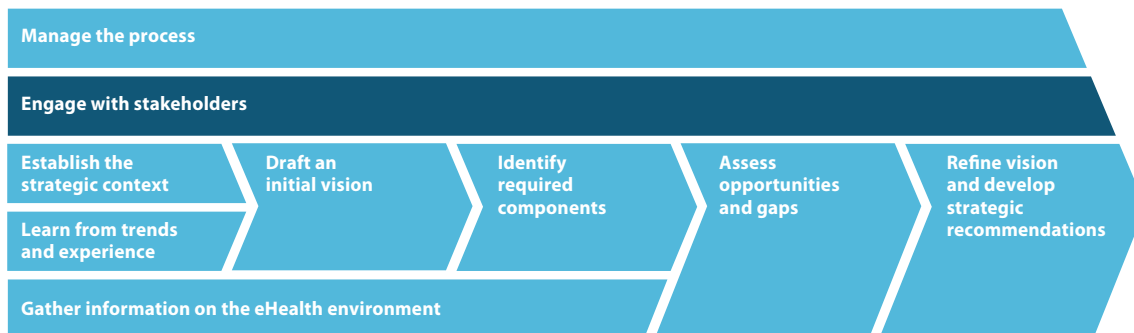 Manage the process
Engage with stakeholders
Establish the
strategic context
Learn from trends
and experience
Draft an
initial vision
Identify
required
components
Assess
opportunities
and gaps
Refine vision
and develop
strategic
recommendations
Gather information on the eHealth environment